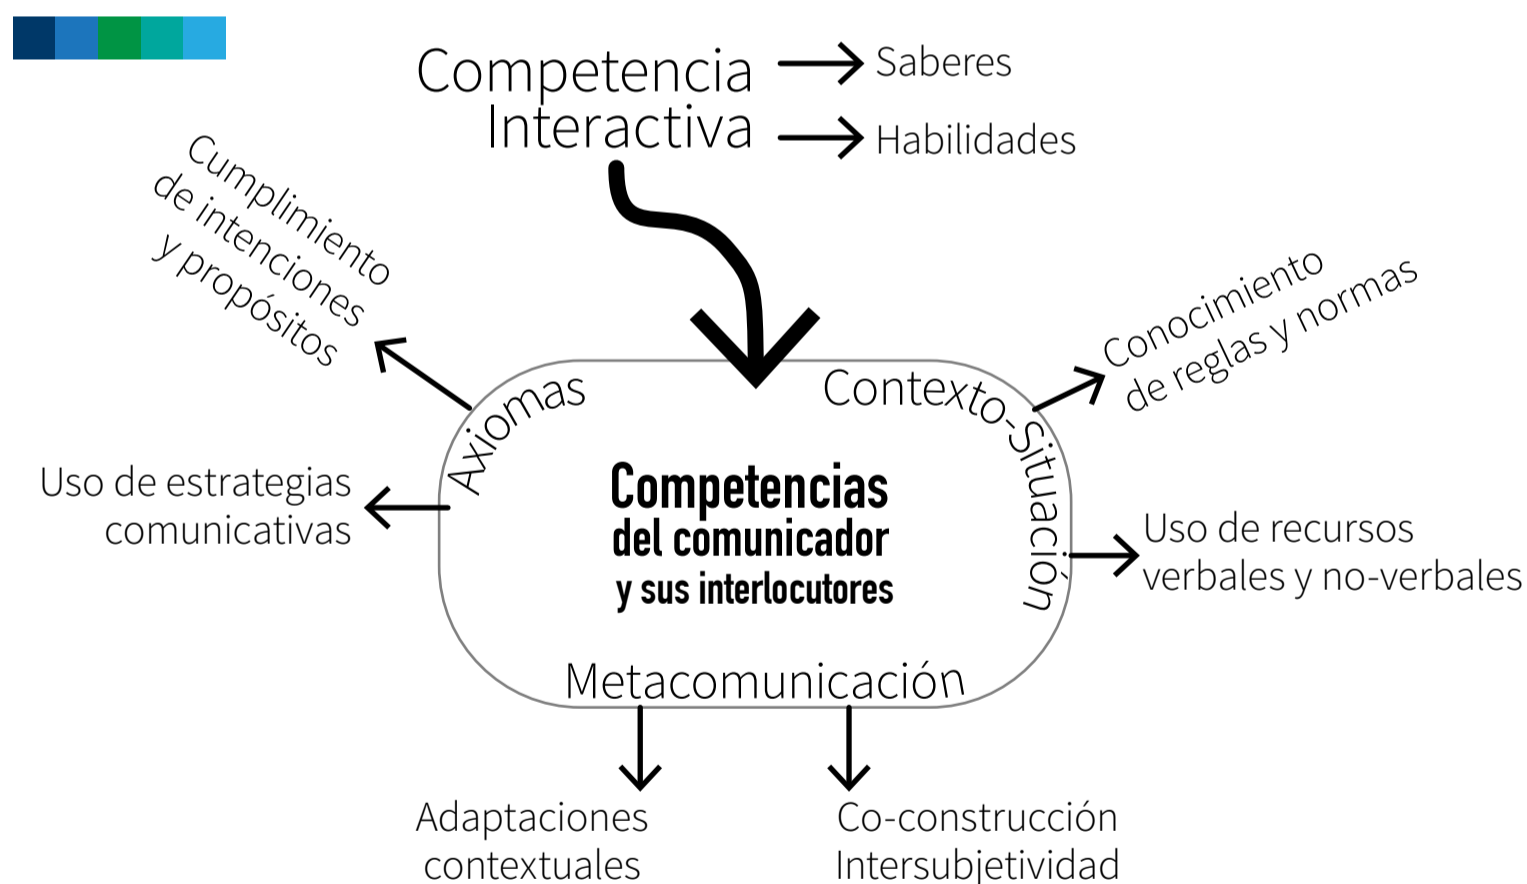 Competencia
Interactiva
Saberes
Habilidades
Cumplimiento
de intenciones
y propósitos
Conocimiento
de reglas y normas
Axiomas
Contexto-Situación
Uso de estrategias
comunicativas
Competencias
del comunicador
y sus interlocutores
Uso de recursos
verbales y no-verbales
Metacomunicación
Adaptaciones
contextuales
Co-construcción
Intersubjetividad